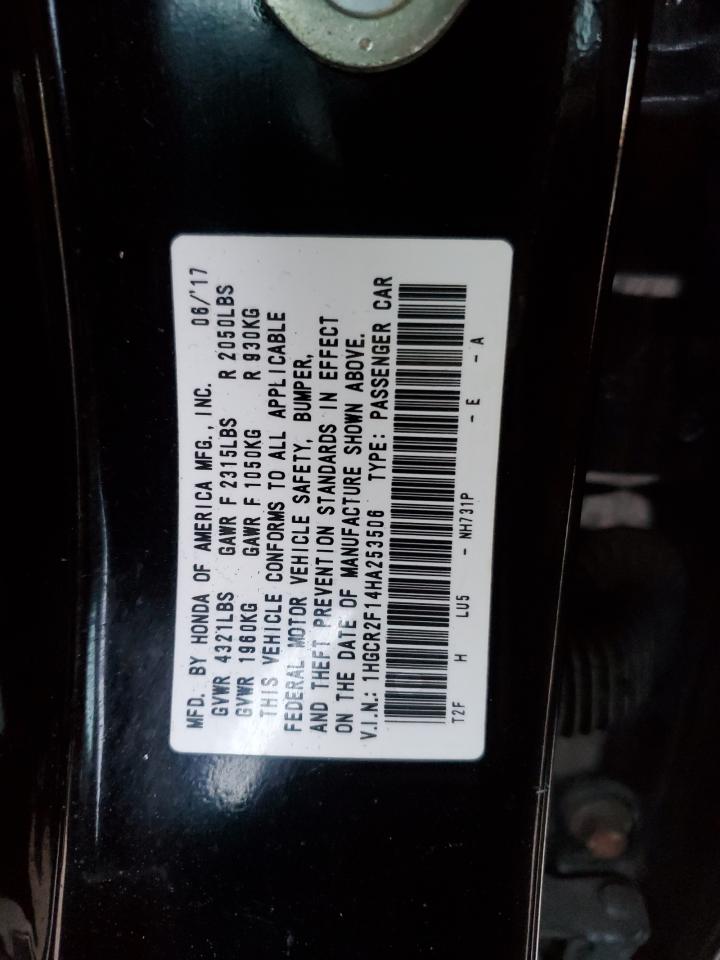 MFD. BY HONDA OF AMERICA MFG., INC. 06/'17
GVWR 4321LBS GAWR F 2315LBS R 2050LBS
GVWR 1960KG GAWR F 1050KG R 930KG
THIS VEHICLE CONFORMS TO ALL APPLICABLE
FEDERAL MOTOR VEHICLE SAFETY, BUMPER,
AND THEFT PREVENTION STANDARDS IN EFFECT
ON THE DATE OF MANUFACTURE SHOWN ABOVE.
V.I.N.: 1HGCR2F14HA253506 TYPE: PASSENGER CAR
T2F H LU5 - NH731P - E - A